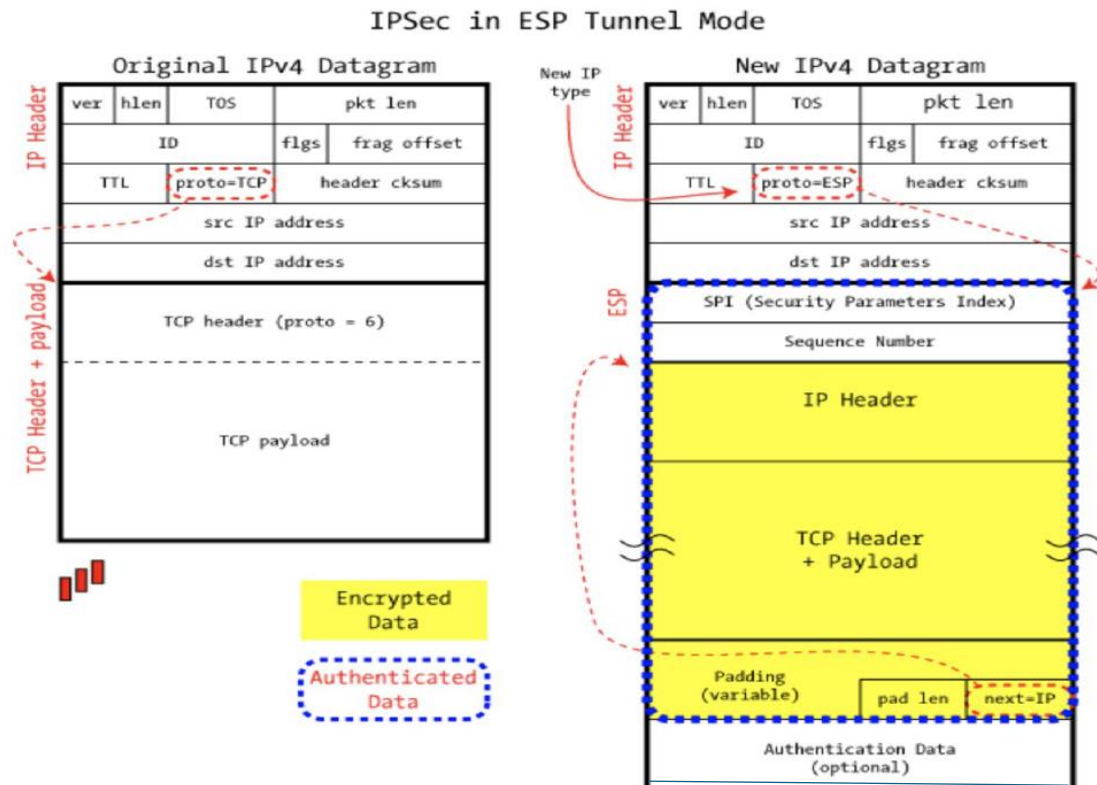 IPSec in ESP Tunnel Mode
Original IPv4 Datagram
IP Header
ver hlen TOS pkt len
ID flgs frag offset
TTL proto=TCP header cksum
src IP address
dst IP address
TCP Header + payload
TCP header (proto = 6)
TCP payload
Encrypted
Data
Authenticated
Data
New IP
type
New IPv4 Datagram
IP Header
ver hlen TOS pkt len
ID flgs frag offset
TTL proto=ESP header cksum
src IP address
dst IP address
ESP
SPI (Security Parameters Index)
Sequence Number
IP Header
TCP Header
+ Payload
Padding
(variable)
pad len next=IP
Authentication Data
(optional)